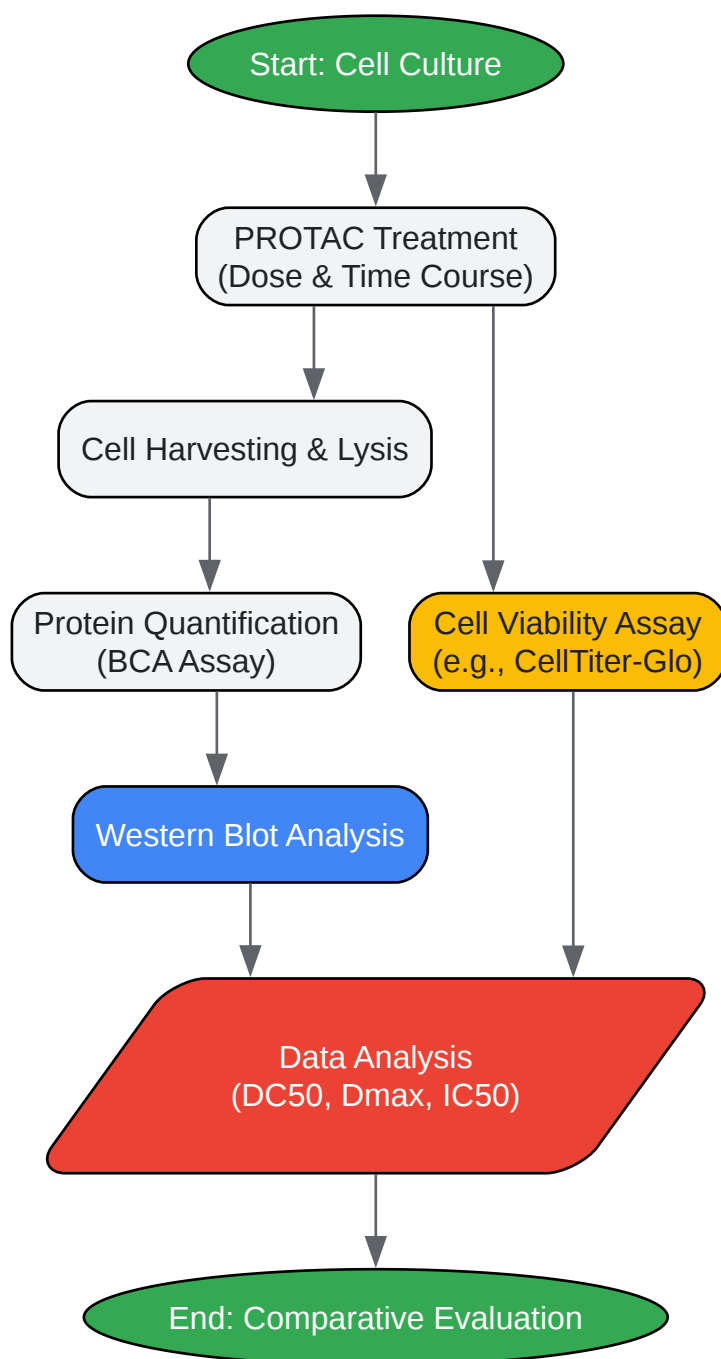 Start: Cell Culture
PROTAC Treatment
(Dose & Time Course)
Cell Harvesting & Lysis
Protein Quantification
(BCA Assay)
Cell Viability Assay
(e.g., CellTiter-Glo)
Western Blot Analysis
Data Analysis
(DC50, Dmax, IC50)
End: Comparative Evaluation